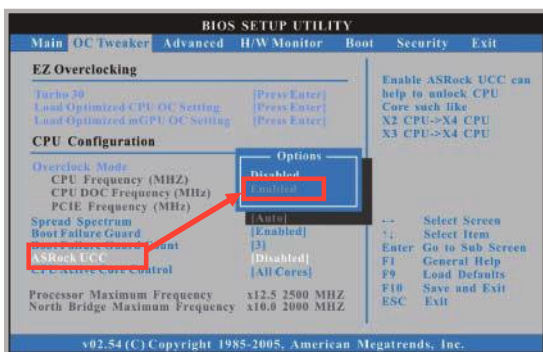 BIOS SETUP UTILITY
Main OC Tweaker Advanced H/W Monitor Boot Security Exit
EZ Overclocking
Turbo 30 [Press Enter]
Load Optimized CPU OC Setting [Press Enter]
Load Optimized mGPU OC Setting [Press Enter]
CPU Configuration
Overclock Mode
CPU Frequency (MHZ)
CPU DOC Frequency (MHz)
PCIE Frequency (MHz)
Spread Spectrum [Auto]
Boot Failure Guard [Enabled]
Boot Failure Guard Count [3]
ASRock UCC [Disabled]
CPU Active Core Control [All Cores]
Processor Maximum Frequency x12.5 2500 MHZ
North Bridge Maximum Frequency x10.0 2000 MHZ
Options
Disabled
Enabled
Enable ASRock UCC can
help to unlock CPU
Core such like
X2 CPU->X4 CPU
X3 CPU->X4 CPU
Select Screen
↑↓ Select Item
Enter Go to Sub Screen
F1 General Help
F9 Load Defaults
F10 Save and Exit
ESC Exit
v02.54 (C) Copyright 1985-2005, American Megatrends, Inc.